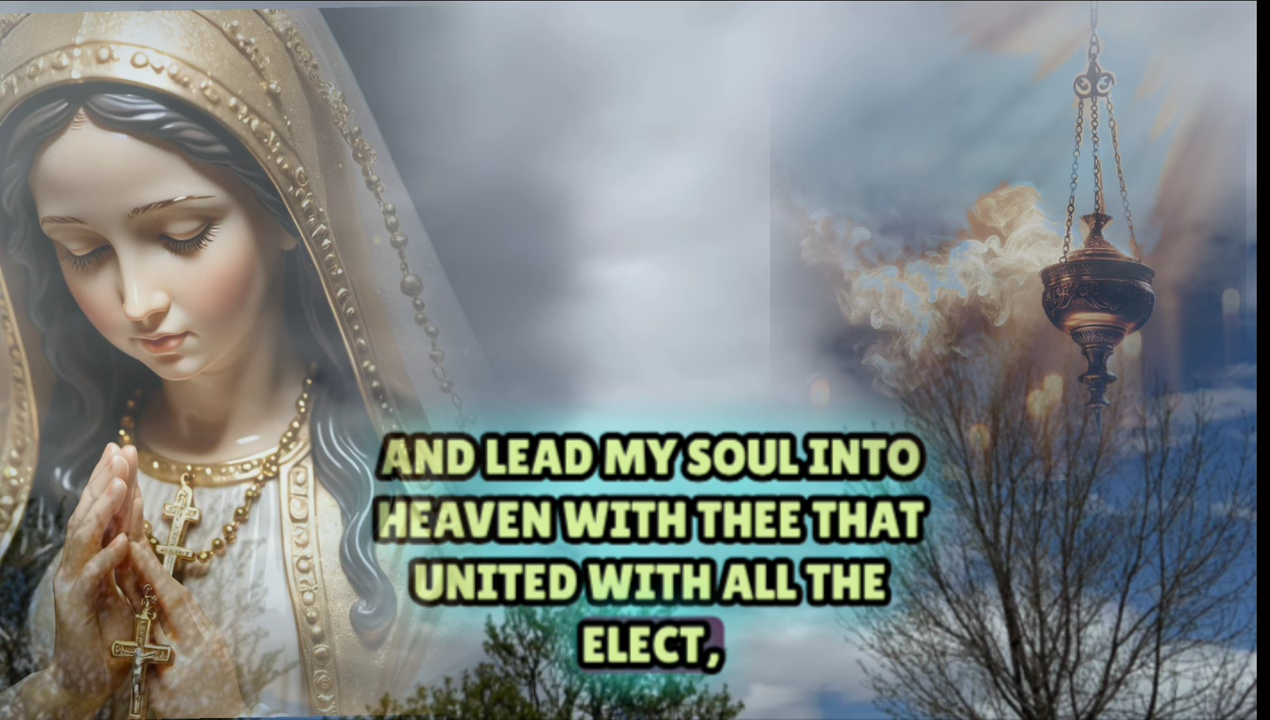 AND LEAD MY SOUL INTO
HEAVEN WITH THEE THAT
UNITED WITH ALL THE
ELECT,